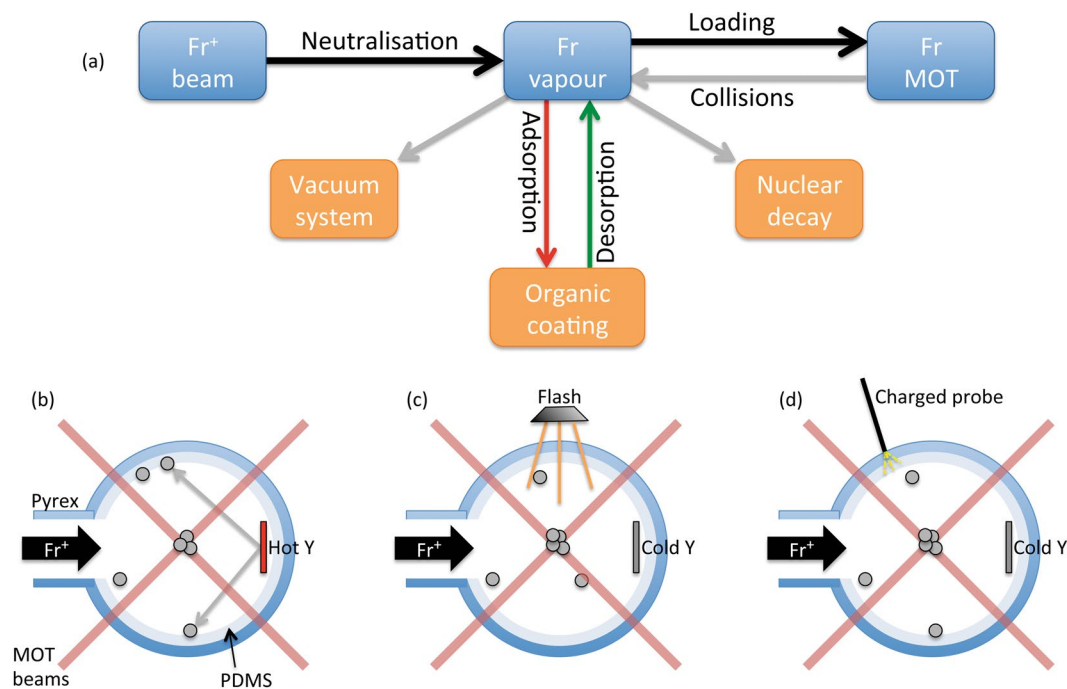 (a)
Fr+
beam
Neutralisation
Fr
vapour
Loading
Collisions
Fr
MOT
Adsorption
Desorption
Vacuum
system
Nuclear
decay
Organic
coating
(b)
Pyrex
Fr+
Hot Y
MOT
beams
PDMS
(c)
Flash
Fr+
Cold Y
(d)
Charged probe
Fr+
Cold Y